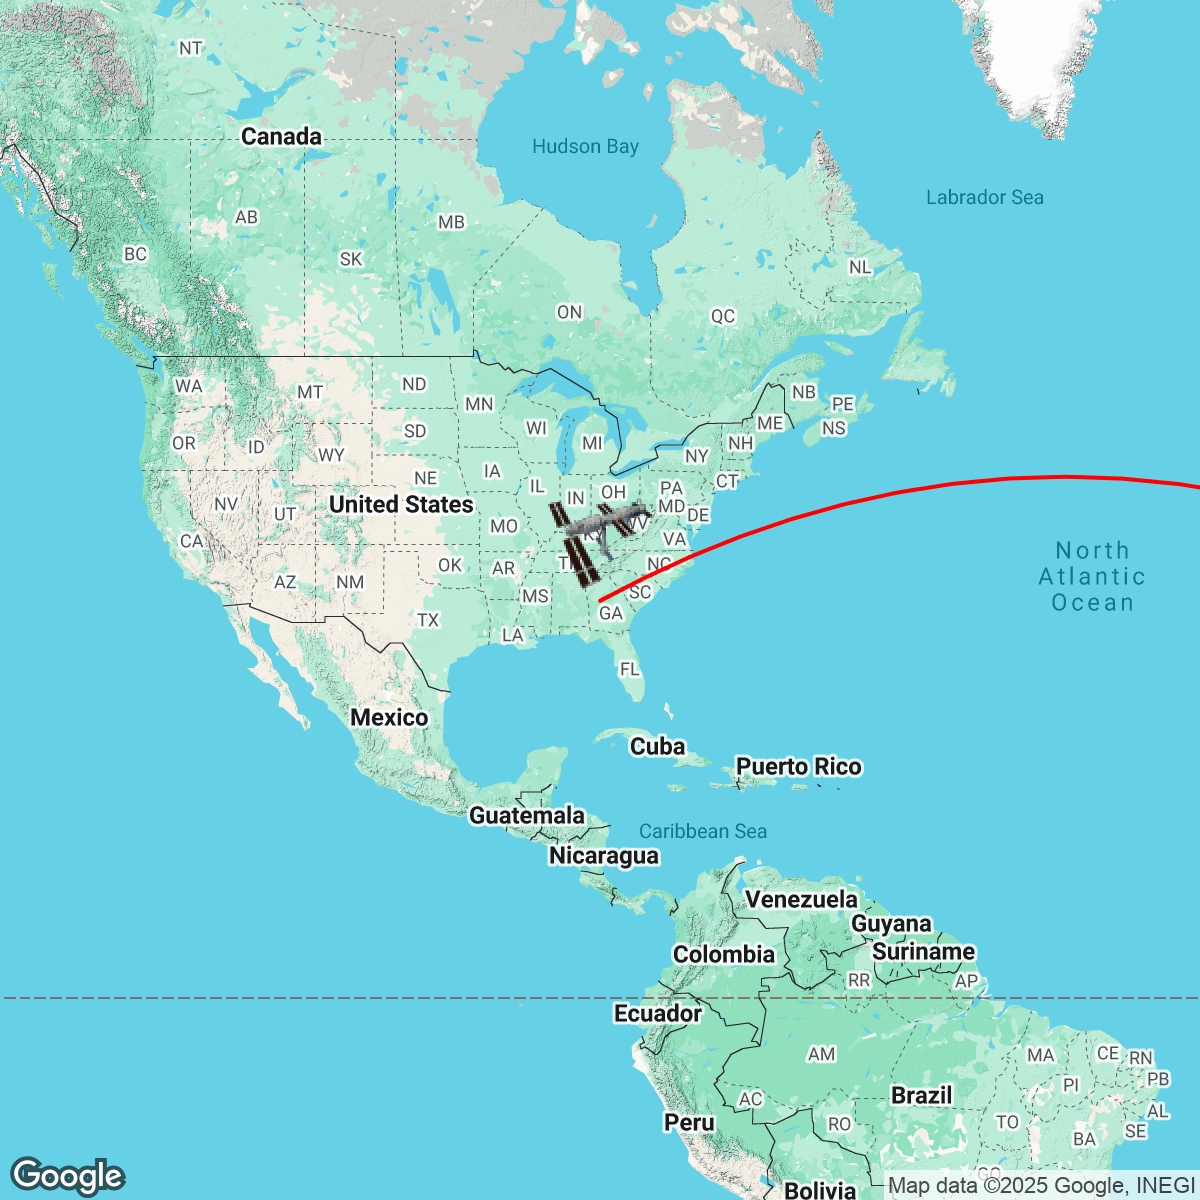 NT
Canada
Hudson Bay
Labrador Sea
AB
MB
BC
SK
NL
ON
QC
WA
MT
ND
MN
NB
PE
OR
ID
WY
SD
WI
MI
NY
NH
ME
NS
NE
IA
IL
IN
OH
PA
CT
NV
UT
United States
MO
MD
DE
CA
VA
North
Atlantic
Ocean
AZ
NM
OK
AR
NC
MS
SC
TX
LA
GA
FL
Mexico
Cuba
Puerto Rico
Guatemala
Caribbean Sea
Nicaragua
Venezuela
Guyana
Suriname
Colombia
RR
AP
Ecuador
AM
MA
CE
RN
PI
PB
AC
Brazil
AL
Peru
RO
TO
SE
BA
GO
Bolivia
Google
Map data ©2025 Google, INEGI